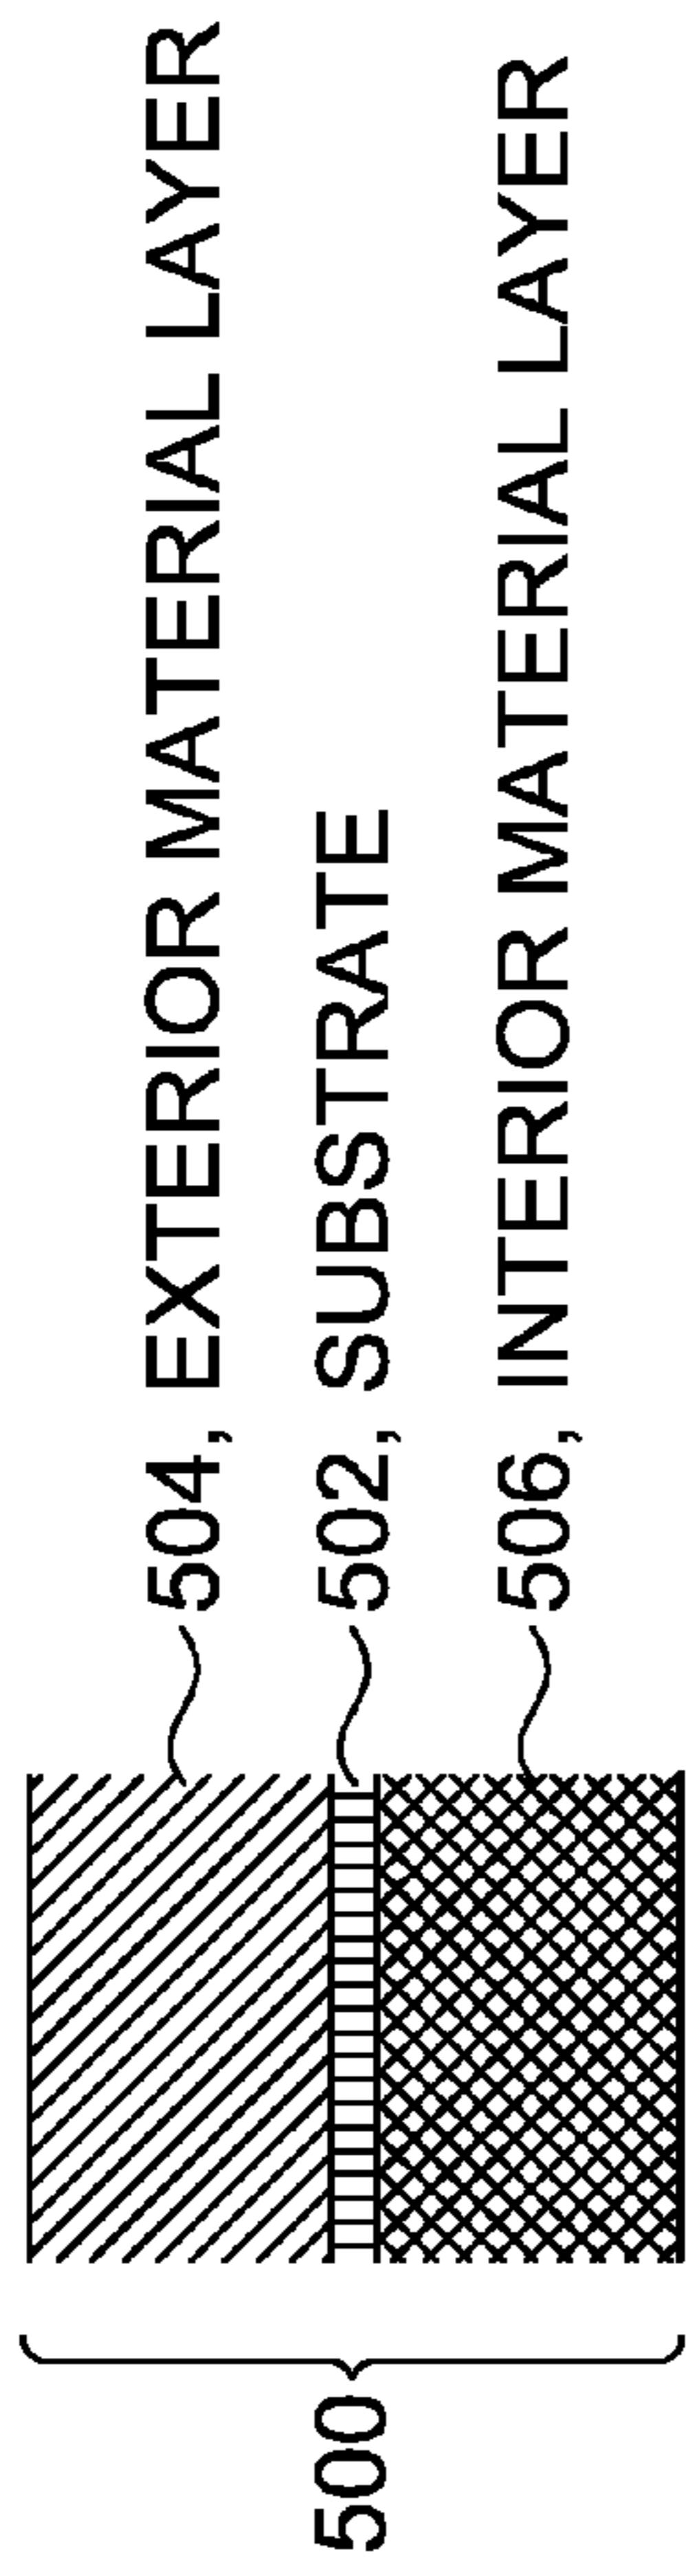 504, EXTERIOR MATERIAL LAYER
502, SUBSTRATE
506, INTERIOR MATERIAL LAYER
500